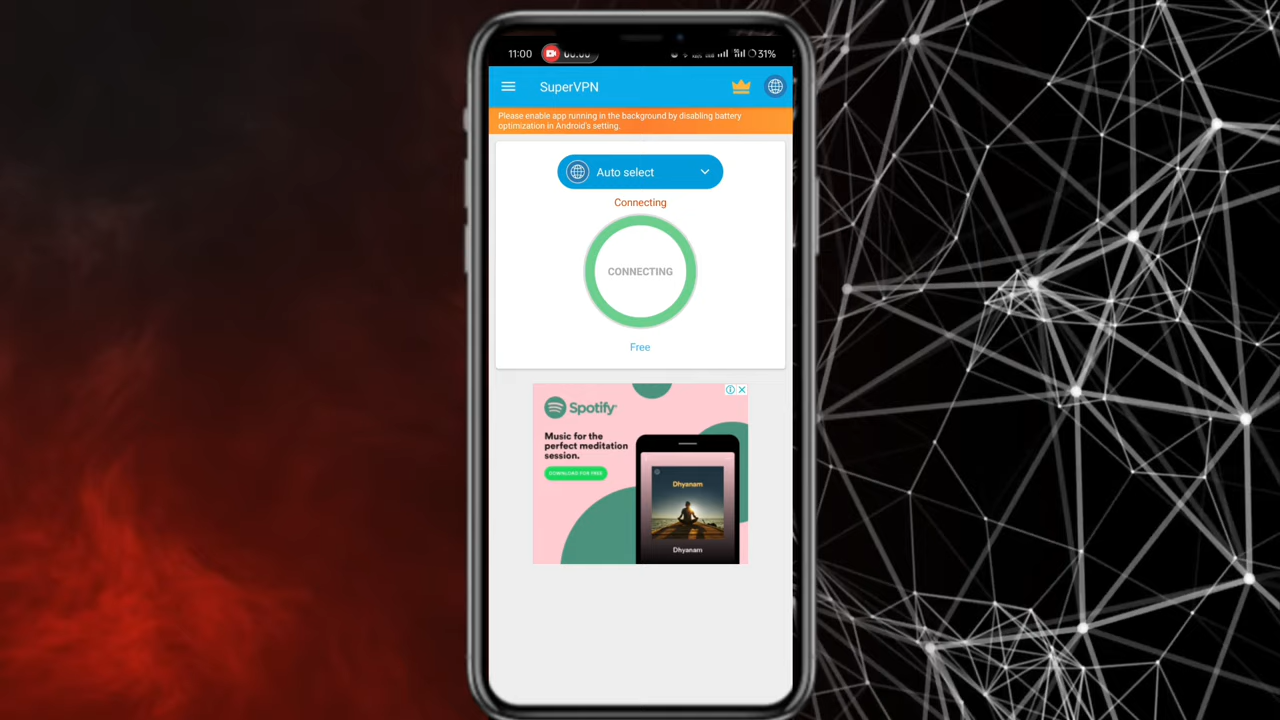 11:00
31%
SuperVPN
Please enable app running in the background by disabling battery
optimization in Android's setting.
Auto select
Connecting
CONNECTING
Free
Spotify
Music for the
perfect meditation
session.
DOWNLOAD FOR FREE
Dhyanam
Dhyanam